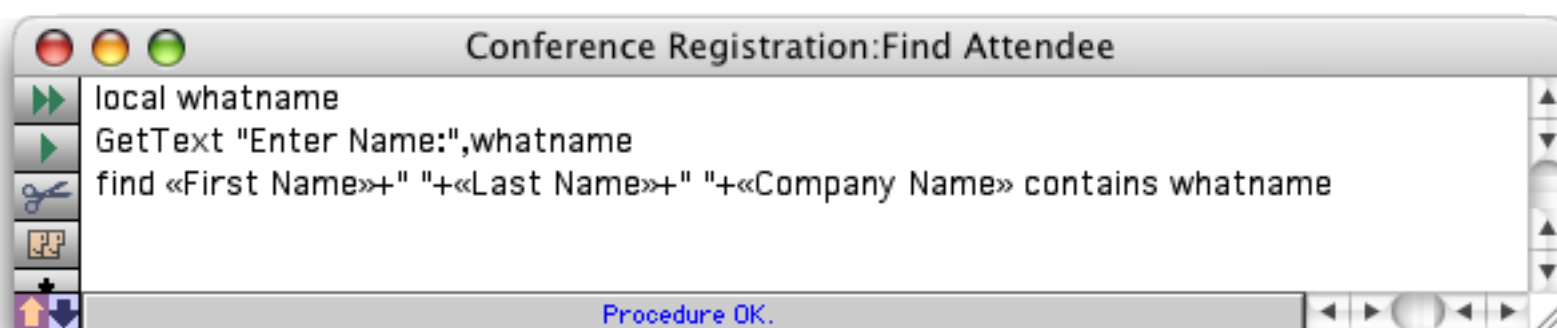 Conference Registration:Find Attendee
local whatname
GetText "Enter Name:",whatname
find «First Name»+" "+«Last Name»+" "+«Company Name» contains whatname
Procedure OK.